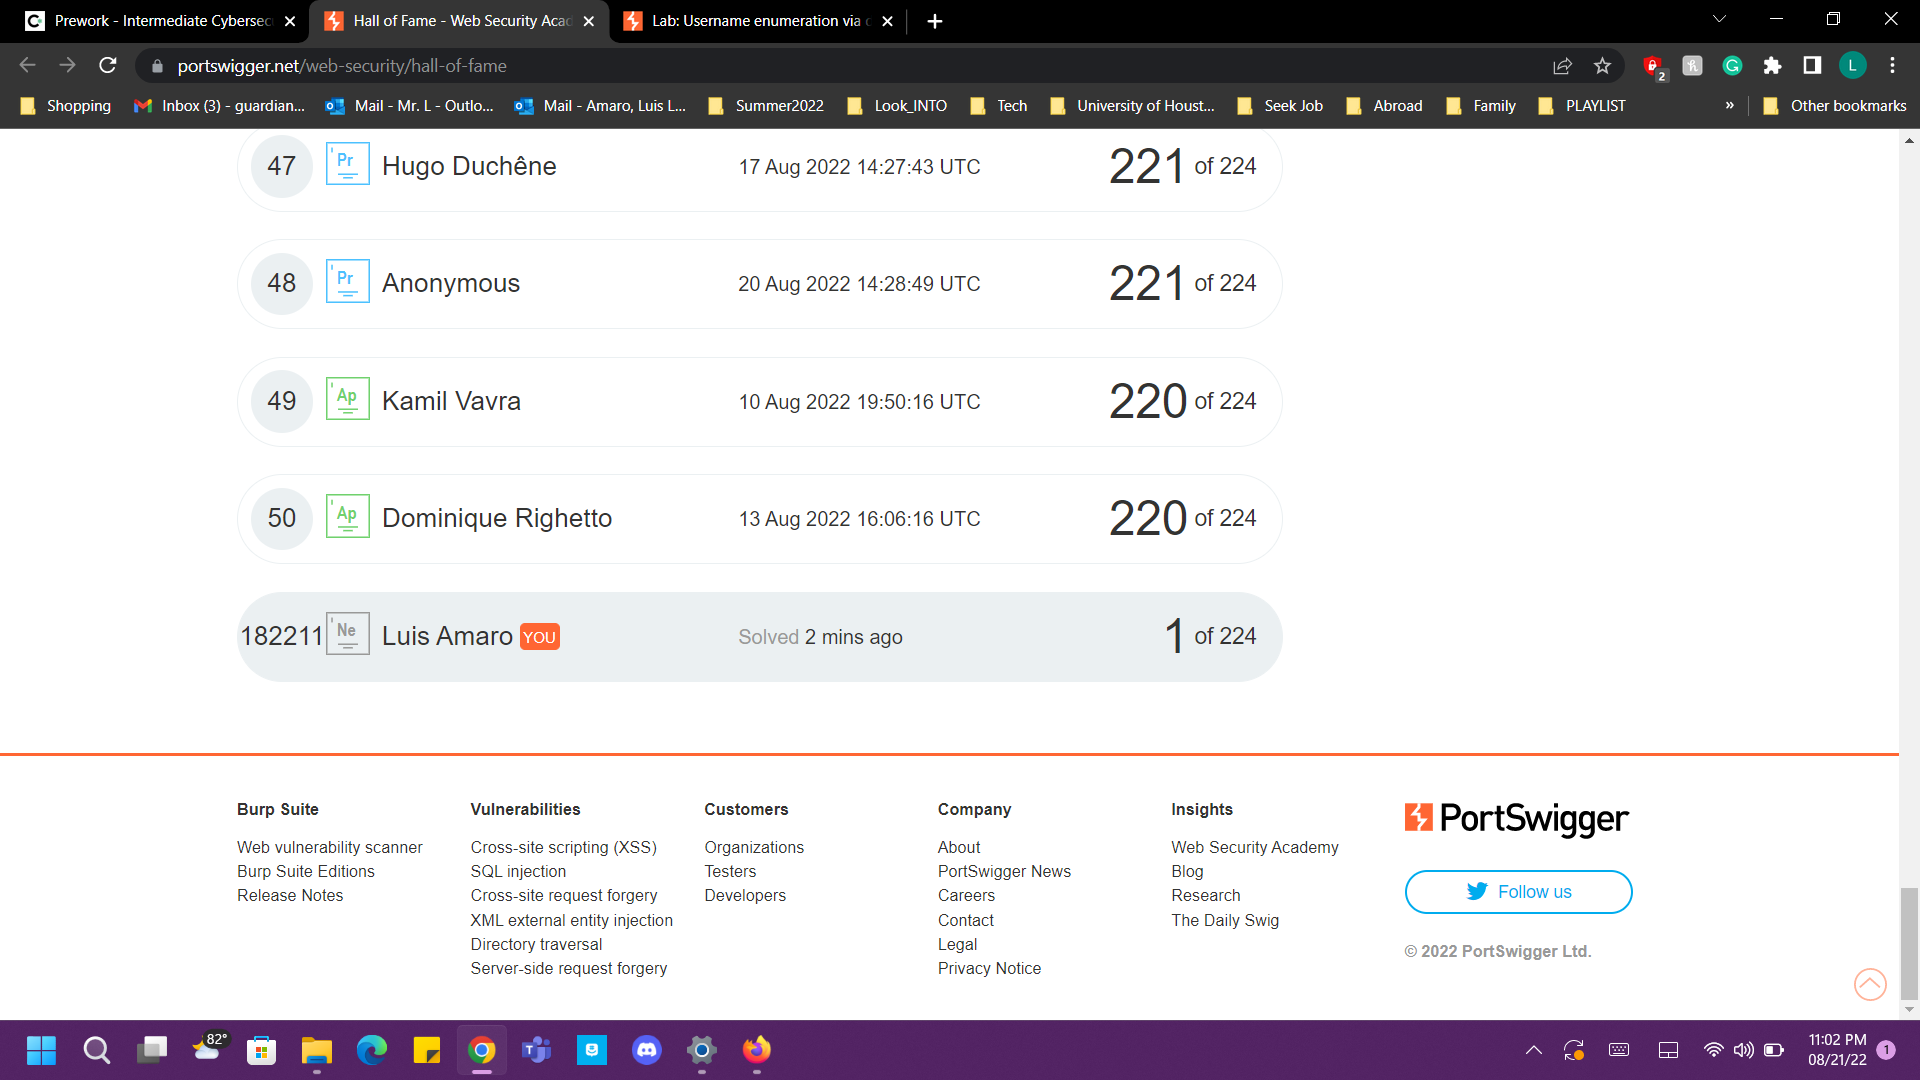 Prework - Intermediate Cybersec
Hall of Fame - Web Security Acad
Lab: Username enumeration via
portswigger.net/web-security/hall-of-fame
2
L
Shopping
Inbox (3) - guardian...
Mail - Mr. L - Outlo...
Mail - Amaro, Luis L...
Summer2022
Look_INTO
Tech
University of Houst...
Seek Job
Abroad
Family
PLAYLIST
»
Other bookmarks
47 Pr Hugo Duchêne 17 Aug 2022 14:27:43 UTC 221 of 224
48 Pr Anonymous 20 Aug 2022 14:28:49 UTC 221 of 224
49 Ap Kamil Vavra 10 Aug 2022 19:50:16 UTC 220 of 224
50 Ap Dominique Righetto 13 Aug 2022 16:06:16 UTC 220 of 224
182211 Ne Luis Amaro YOU Solved 2 mins ago 1 of 224
Burp Suite
Web vulnerability scanner
Burp Suite Editions
Release Notes
Vulnerabilities
Cross-site scripting (XSS)
SQL injection
Cross-site request forgery
XML external entity injection
Directory traversal
Server-side request forgery
Customers
Organizations
Testers
Developers
Company
About
PortSwigger News
Careers
Contact
Legal
Privacy Notice
Insights
Web Security Academy
Blog
Research
The Daily Swig
PortSwigger
Follow us
© 2022 PortSwigger Ltd.
82°
11:02 PM
08/21/22
1